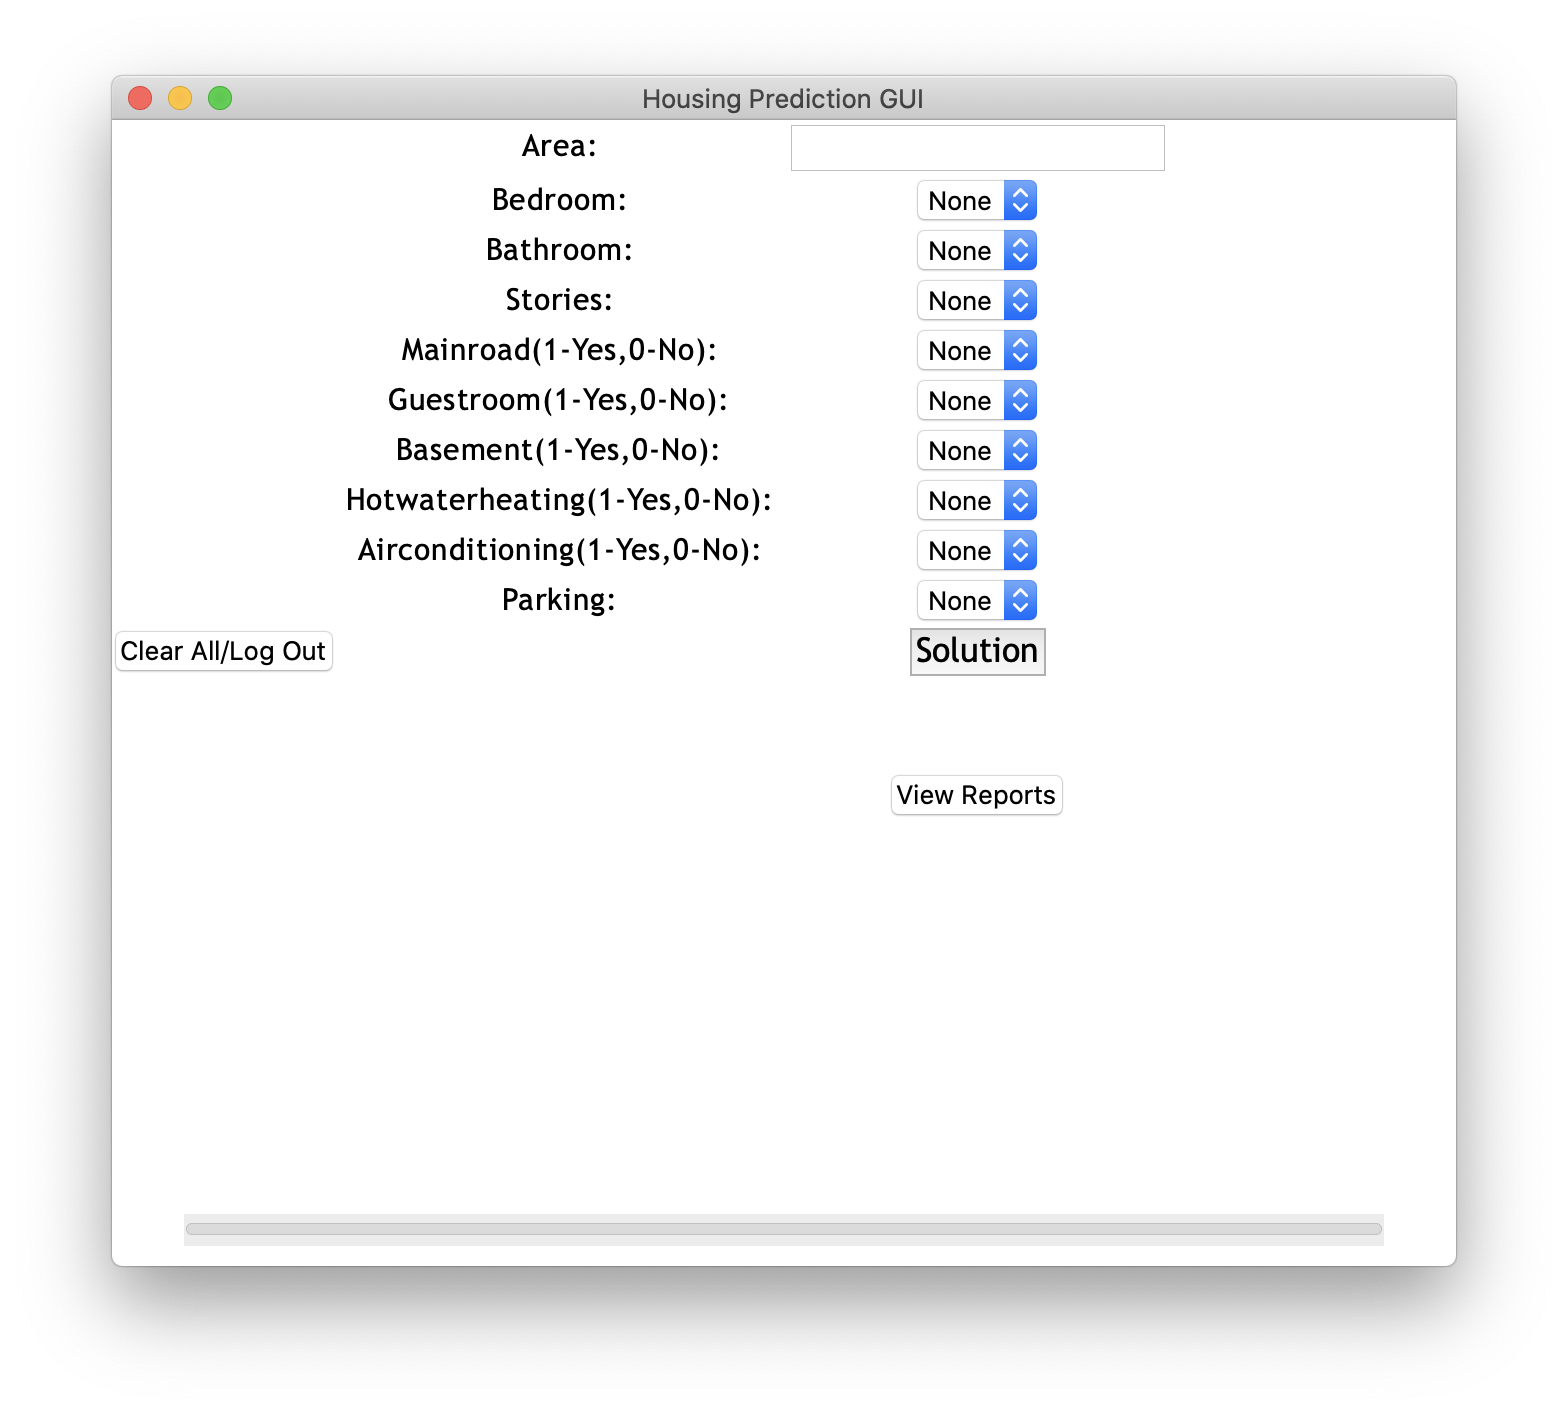 Housing Prediction GUI
Area:
Bedroom: None
Bathroom: None
Stories: None
Mainroad(1-Yes,0-No): None
Guestroom(1-Yes,0-No): None
Basement(1-Yes,0-No): None
Hotwaterheating(1-Yes,0-No): None
Airconditioning(1-Yes,0-No): None
Parking: None
Clear All/Log Out Solution
View Reports